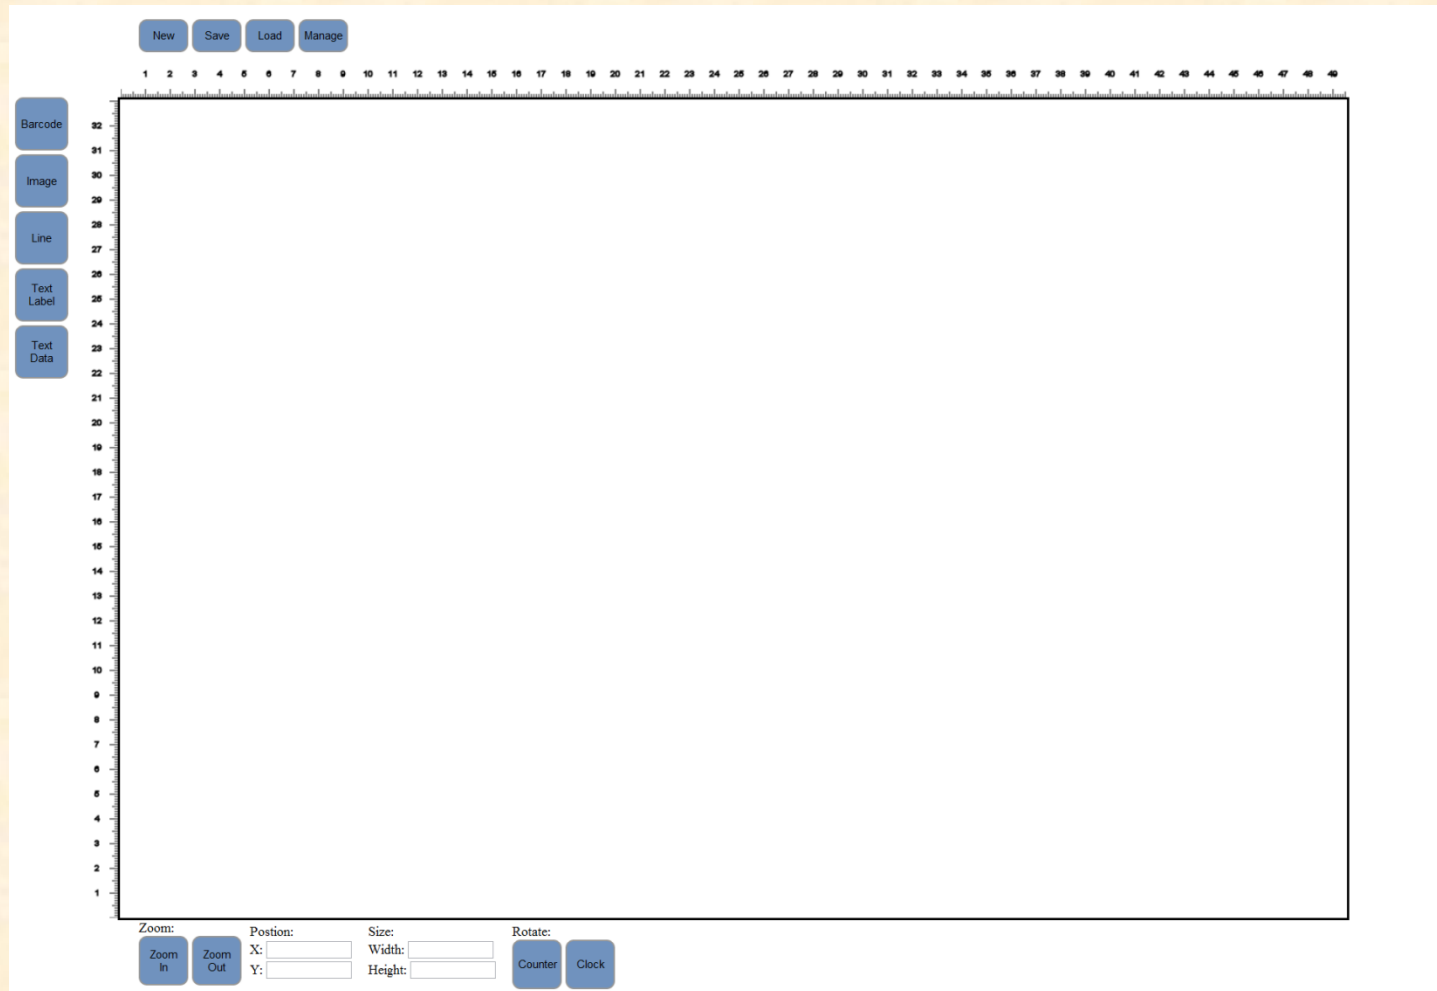 New Save Load Manage
1 2 3 4 5 6 7 8 9 10 11 12 13 14 15 16 17 18 19 20 21 22 23 24 25 26 27 28 29 30 31 32 33 34 35 36 37 38 39 40 41 42 43 44 45 46 47 48 49
Barcode
Image
Line
Text
Label
Text
Data
32
31
30
29
28
27
26
25
24
23
22
21
20
19
18
17
16
15
14
13
12
11
10
9
8
7
6
5
4
3
2
1
Zoom:
Zoom
In
Zoom
Out
Postion:
X:
Y:
Size:
Width:
Height:
Rotate:
Counter Clock